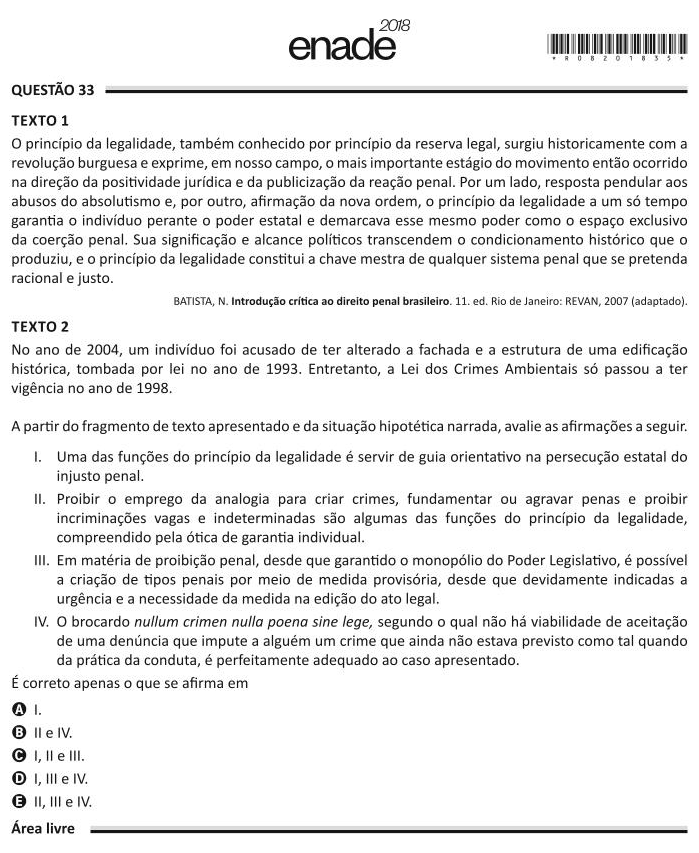 enade 2018
*R0820183 5*
QUESTÃO 33
TEXTO 1
O princípio da legalidade, também conhecido por princípio da reserva legal, surgiu historicamente com a
revolução burguesa e exprime, em nosso campo, o mais importante estágio do movimento então ocorrido
na direção da positividade jurídica e da publicização da reação penal. Por um lado, resposta pendular aos
abusos do absolutismo e, por outro, afirmação da nova ordem, o princípio da legalidade a um só tempo
garantia o indivíduo perante o poder estatal e demarcava esse mesmo poder como o espaço exclusivo
da coerção penal. Sua significação e alcance políticos transcendem o condicionamento histórico que o
produziu, e o princípio da legalidade constitui a chave mestra de qualquer sistema penal que se pretenda
racional e justo.
BATISTA, N. Introdução crítica ao direito penal brasileiro. 11. ed. Rio de Janeiro: REVAN, 2007 (adaptado).
TEXTO 2
No ano de 2004, um indivíduo foi acusado de ter alterado a fachada e a estrutura de uma edificação
histórica, tombada por lei no ano de 1993. Entretanto, a Lei dos Crimes Ambientais só passou a ter
vigência no ano de 1998.
A partir do fragmento de texto apresentado e da situação hipotética narrada, avalie as afirmações a seguir.
I. Uma das funções do princípio da legalidade é servir de guia orientativo na persecução estatal do
injusto penal.
II. Proibir o emprego da analogia para criar crimes, fundamentar ou agravar penas e proibir
incriminações vagas e indeterminadas são algumas das funções do princípio da legalidade,
compreendido pela ótica de garantia individual.
III. Em matéria de proibição penal, desde que garantido o monopólio do Poder Legislativo, é possível
a criação de tipos penais por meio de medida provisória, desde que devidamente indicadas a
urgência e a necessidade da medida na edição do ato legal.
IV. O brocardo nullum crimen nulla poena sine lege, segundo o qual não há viabilidade de aceitação
de uma denúncia que impute a alguém um crime que ainda não estava previsto como tal quando
da prática da conduta, é perfeitamente adequado ao caso apresentado.
É correto apenas o que se afirma em
A I.
B II e IV.
C I, II e III.
D I, III e IV.
E II, III e IV.
Área livre